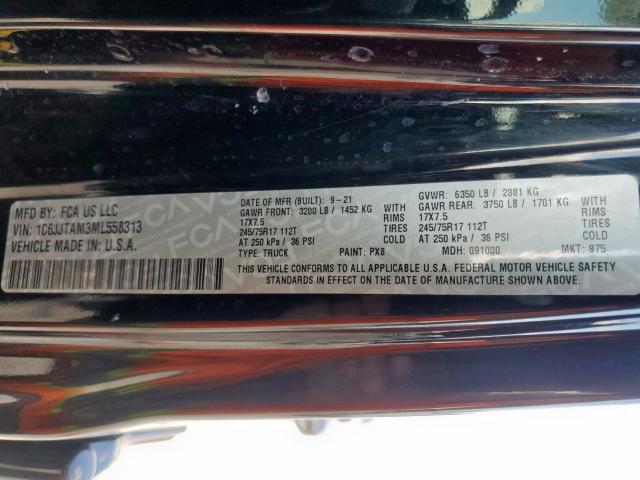 MFD BY: FCA US LLC
VIN: 1C6JJTAM3ML558313
VEHICLE MADE IN U.S.A.
DATE OF MFR (BUILT): 9-21
GAWR FRONT: 3200 LB / 1452 KG
17X7.5 RIMS
245/75R17 112T TIRES
AT 250 kPa / 36 PSI COLD
TYPE: TRUCK PAINT: PX8
GVWR: 6350 LB / 2881 KG
GAWR REAR: 3750 LB / 1701 KG
17X7.5 RIMS
245/75R17 112T TIRES
AT 250 kPa / 36 PSI COLD
MDH: 091000 MKT: 875
THIS VEHICLE CONFORMS TO ALL APPLICABLE U.S.A. FEDERAL MOTOR VEHICLE SAFETY
STANDARDS IN EFFECT ON THE DATE OF MANUFACTURE SHOWN ABOVE.